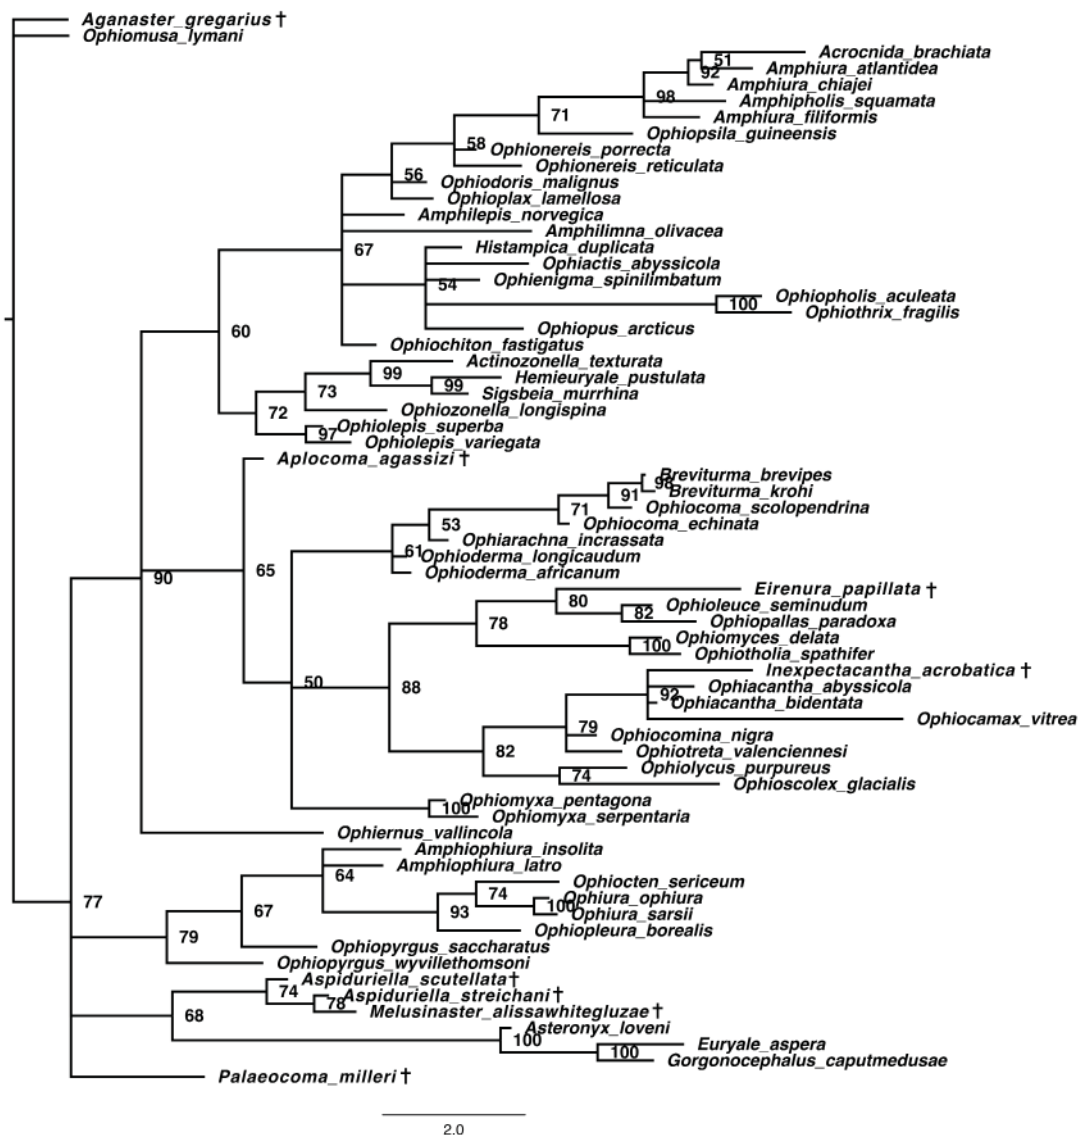 Aganaster_gregarius †
Ophiomusa_lymani
Acrocnida_brachiata
51
Amphiura_atlantidea
92
Amphiura_chiajei
98
Amphipholis_squamata
71
Amphiura_filiformis
Ophiopsila_guineensis
58
Ophionereis_porrecta
Ophionereis_reticulata
56
Ophiodoris_malignus
Ophioplax_lamellosa
Amphilepis_norvegica
Amphilimna_olivacea
67
Histampica_duplicata
Ophiactis_abyssicola
54
Ophienigma_spinilimbatum
Ophiopholis_aculeata
100
Ophiothrix_fragilis
60
Ophiopus_arcticus
Ophiochiton_fastigatus
Actinozonella_texturata
99
Hemieuryale_pustulata
99
73
Sigsbeia_murrhina
72
Ophiozonella_longispina
Ophiolepis_superba
97
Ophiolepis_variegata
Aplocoma_agassizi †
Breviturma_brevipes
98
Breviturma_krohi
91
Ophiocoma_scolopendrina
71
Ophiocoma_echinata
53
Ophiarachna_incrassata
61
Ophioderma_longicaudum
Ophioderma_africanum
65
90
Eirenura_papillata †
80
Ophioleuce_seminudum
82
Ophiopallas_paradoxa
78
Ophiomyces_delata
100
Ophiotholia_spathifer
Inexpectacantha_acrobatica †
50
88
Ophiacantha_abyssicola
92
Ophiacantha_bidentata
Ophiocamax_vitrea
79
Ophiocomina_nigra
82
Ophiotreta_valenciennesi
Ophiolycus_purpureus
74
Ophioscolex_glacialis
Ophiomyxa_pentagona
100
Ophiomyxa_serpentaria
Ophiernus_vallincola
Amphiophiura_insolita
Amphiophiura_latro
64
Ophiocten_sericeum
74
Ophiura_ophiura
100
77
67
93
Ophiura_sarsii
Ophiopleura_borealis
79
Ophiopyrgus_saccharatus
Ophiopyrgus_wyvillethomsoni
Aspiduriella_scutellata †
74
Aspiduriella_streichani †
78
Melusinaster_alissawhitegluzae †
68
Asteronyx_loveni
100
Euryale_aspera
100
Gorgonocephalus_caputmedusae
Palaeocoma_milleri †
2.0